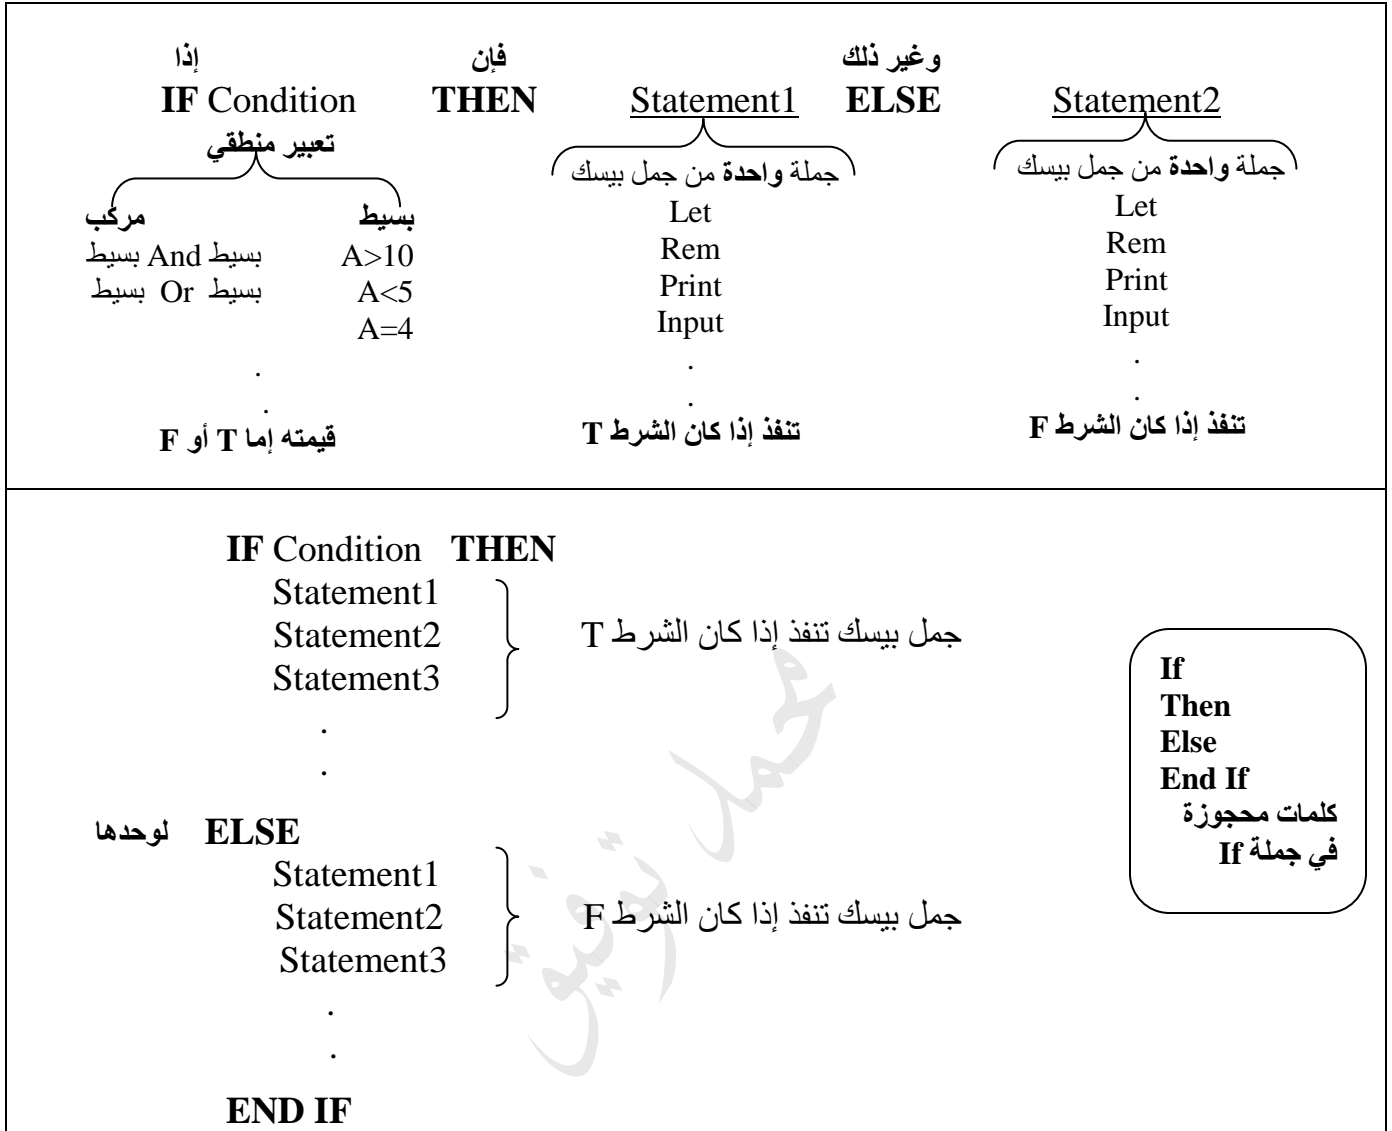 إذا فإن وغير ذلك
IF Condition THEN Statement1 ELSE Statement2
تعبير منطقي
جملة واحدة من جمل بيسك جملة واحدة من جمل بيسك
مركب بسيط Let Let
بسيط And بسيط A>10 Rem Rem
بسيط Or بسيط A<5 Print Print
A=4 Input Input
. . .
. . .
قيمته إما T أو F تنفذ إذا كان الشرط T تنفذ إذا كان الشرط F
IF Condition THEN
Statement1
Statement2 جمل بيسك تنفذ إذا كان الشرط T
Statement3
.
.
ELSE لوحدها
Statement1
Statement2 جمل بيسك تنفذ إذا كان الشرط F
Statement3
.
.
END IF
If
Then
Else
End If
كلمات محجوزة
في جملة If
محمد توفيق